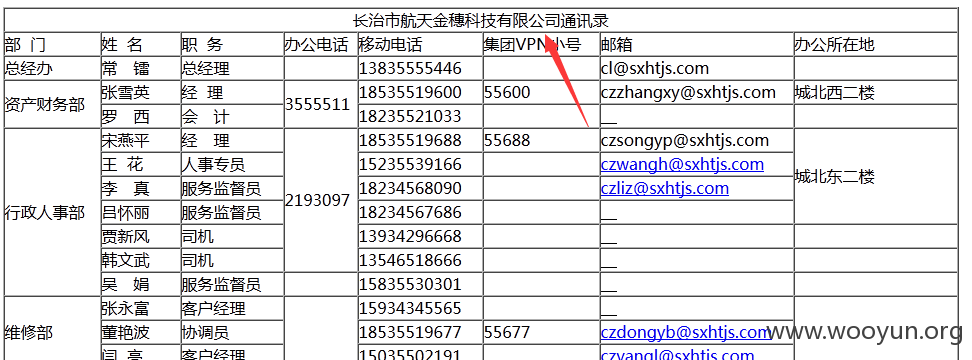 长治市航天金穗科技有限公司通讯录
部 门 姓 名 职 务 办公电话 移动电话 集团VPN小号 邮箱 办公所在地
总经办 常 镭 总经理 13835555446 cl@sxhtjs.com
资产财务部 张雪英 经 理 3555511 18535519600 55600 czzhangxy@sxhtjs.com 城北西二楼
罗 西 会 计 18235521033 __
行政人事部 宋燕平 经 理 2193097 18535519688 55688 czsongyp@sxhtjs.com 城北东二楼
王 花 人事专员 15235539166 czwangh@sxhtjs.com
李 真 服务监督员 18234568090 czliz@sxhtjs.com
吕怀丽 服务监督员 18234567686 __
贾新风 司机 13934296668 __
韩文武 司机 13546518666 __
吴 娟 服务监督员 15835530301 __
维修部 张永富 客户经理 15934345565 __
董艳波 协调员 18535519677 55677 czdongyb@sxhtjs.com
闫 亮 客户经理 15035502191 czyangl@sxhtjs.com
www.wooyun.org